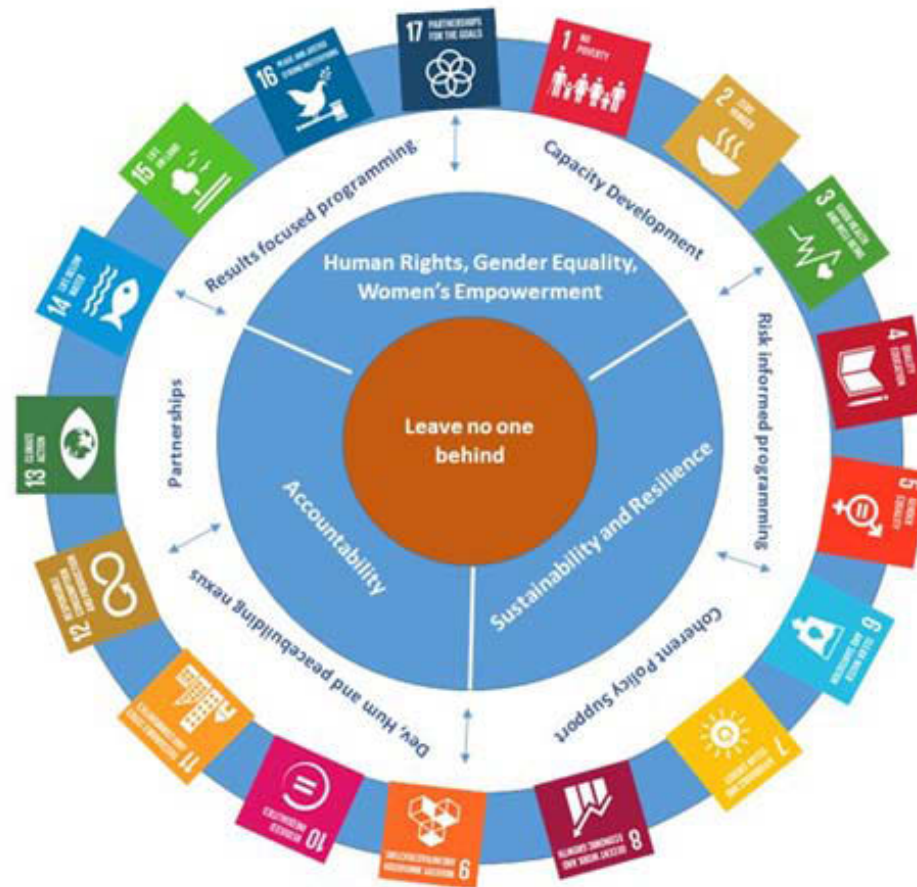 Leave no one
behind
Human Rights, Gender Equality,
Women's Empowerment
Sustainability and Resilience
Accountability
Capacity Development
Risk informed programming
Coherent Policy Support
Dev, Hum and peacebuilding nexus
Partnerships
Results focused programming
1 NO
POVERTY
2 ZERO
HUNGER
3
4 QUALITY
EDUCATION
5 GENDER
EQUALITY
6 CLEAN WATER
AND SANITATION
7 AFFORDABLE AND
CLEAN ENERGY
8 DECENT WORK AND
ECONOMIC GROWTH
9 INDUSTRY, INNOVATION
AND INFRASTRUCTURE
10 REDUCED
INEQUALITIES
11 SUSTAINABLE CITIES
AND COMMUNITIES
12 RESPONSIBLE
CONSUMPTION
AND PRODUCTION
13 CLIMATE
ACTION
14 LIFE BELOW
WATER
15 LIFE
ON LAND
16 PEACE AND JUSTICE
STRONG INSTITUTIONS
17 PARTNERSHIPS
FOR THE GOALS